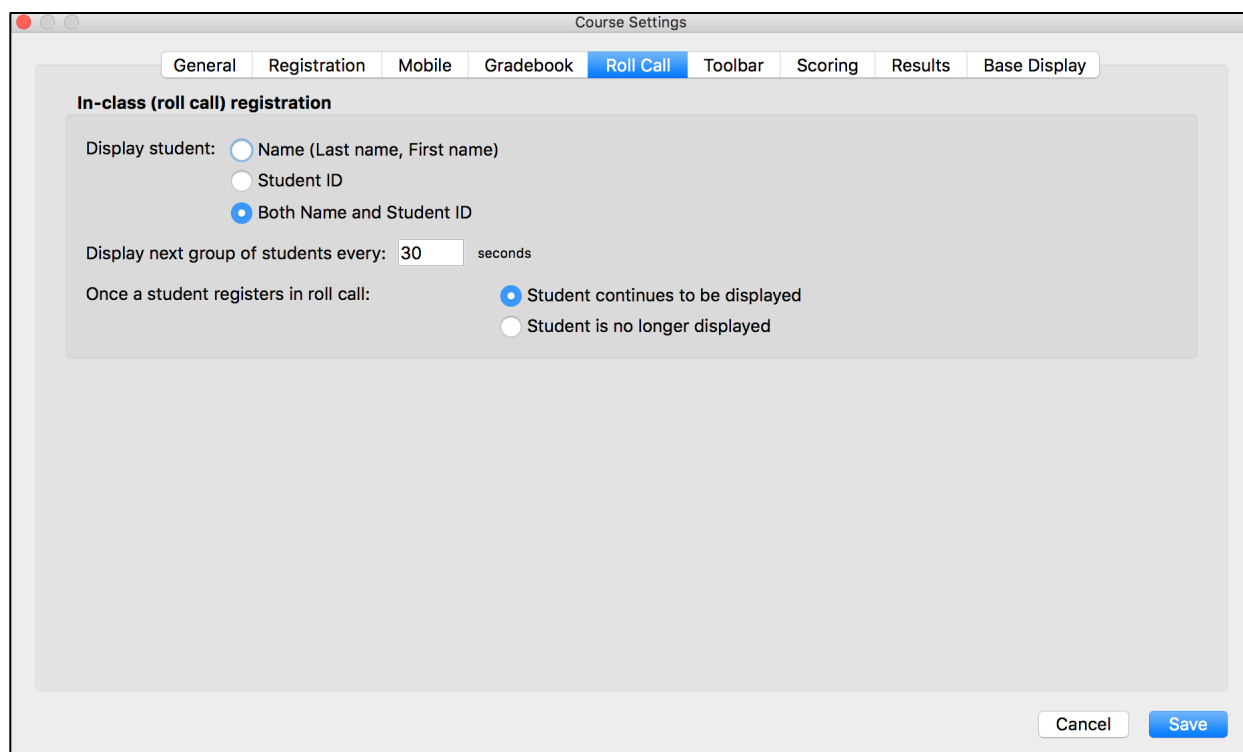 Course Settings
General Registration Mobile Gradebook Roll Call Toolbar Scoring Results Base Display
In-class (roll call) registration
Display student: Name (Last name, First name)
Student ID
Both Name and Student ID
Display next group of students every: 30 seconds
Once a student registers in roll call: Student continues to be displayed
Student is no longer displayed
Cancel Save